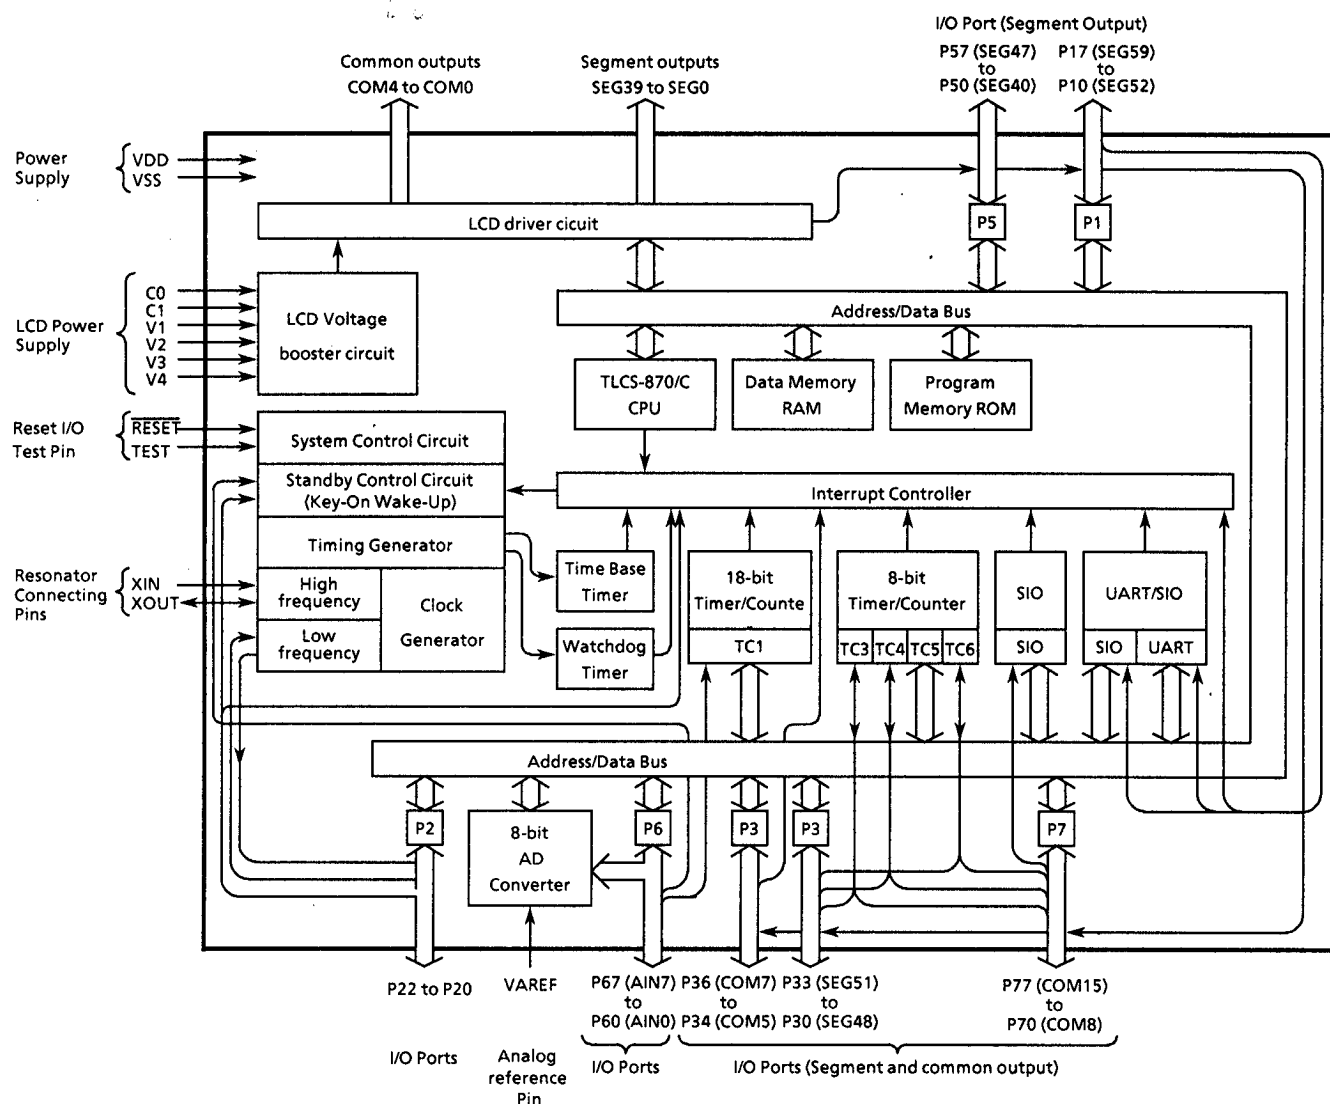 I/O Port (Segment Output)
P57 (SEG47)
to
P50 (SEG40)
P17 (SEG59)
to
P10 (SEG52)
Common outputs
COM4 to COM0
Segment outputs
SEG39 to SEG0
Power
Supply
VDD
VSS
LCD driver cicuit
P5
P1
LCD Power
Supply
C0
C1
V1
V2
V3
V4
LCD Voltage
booster circuit
Address/Data Bus
TLCS-870/C
CPU
Data Memory
RAM
Program
Memory ROM
Reset I/O
Test Pin
RESET
TEST
System Control Circuit
Standby Control Circuit
(Key-On Wake-Up)
Interrupt Controller
Timing Generator
Resonator
Connecting
Pins
XIN
XOUT
High
frequency
Low
frequency
Clock
Generator
Time Base
Timer
Watchdog
Timer
18-bit
Timer/Counte
TC1
8-bit
Timer/Counter
TC3
TC4
TC5
TC6
SIO
SIO
UART/SIO
SIO
UART
Address/Data Bus
P2
8-bit
AD
Converter
P6
P3
P3
P7
P22 to P20
VAREF
P67 (AIN7)
to
P60 (AIN0)
P36 (COM7)
to
P34 (COM5)
P33 (SEG51)
to
P30 (SEG48)
P77 (COM15)
to
P70 (COM8)
I/O Ports
Analog
reference
Pin
I/O Ports
I/O Ports (Segment and common output)